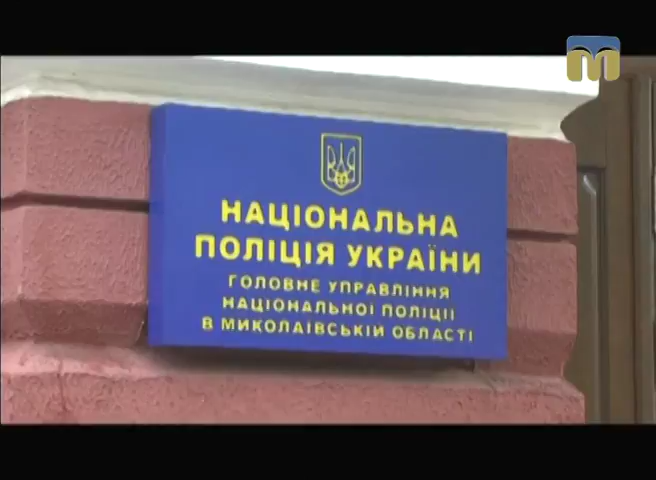 НАЦІОНАЛЬНА
ПОЛІЦІЯ УКРАЇНИ
ГОЛОВНЕ УПРАВЛІННЯ
НАЦІОНАЛЬНОЇ ПОЛІЦІЇ
В МИКОЛАЇВСЬКІЙ ОБЛАСТІ